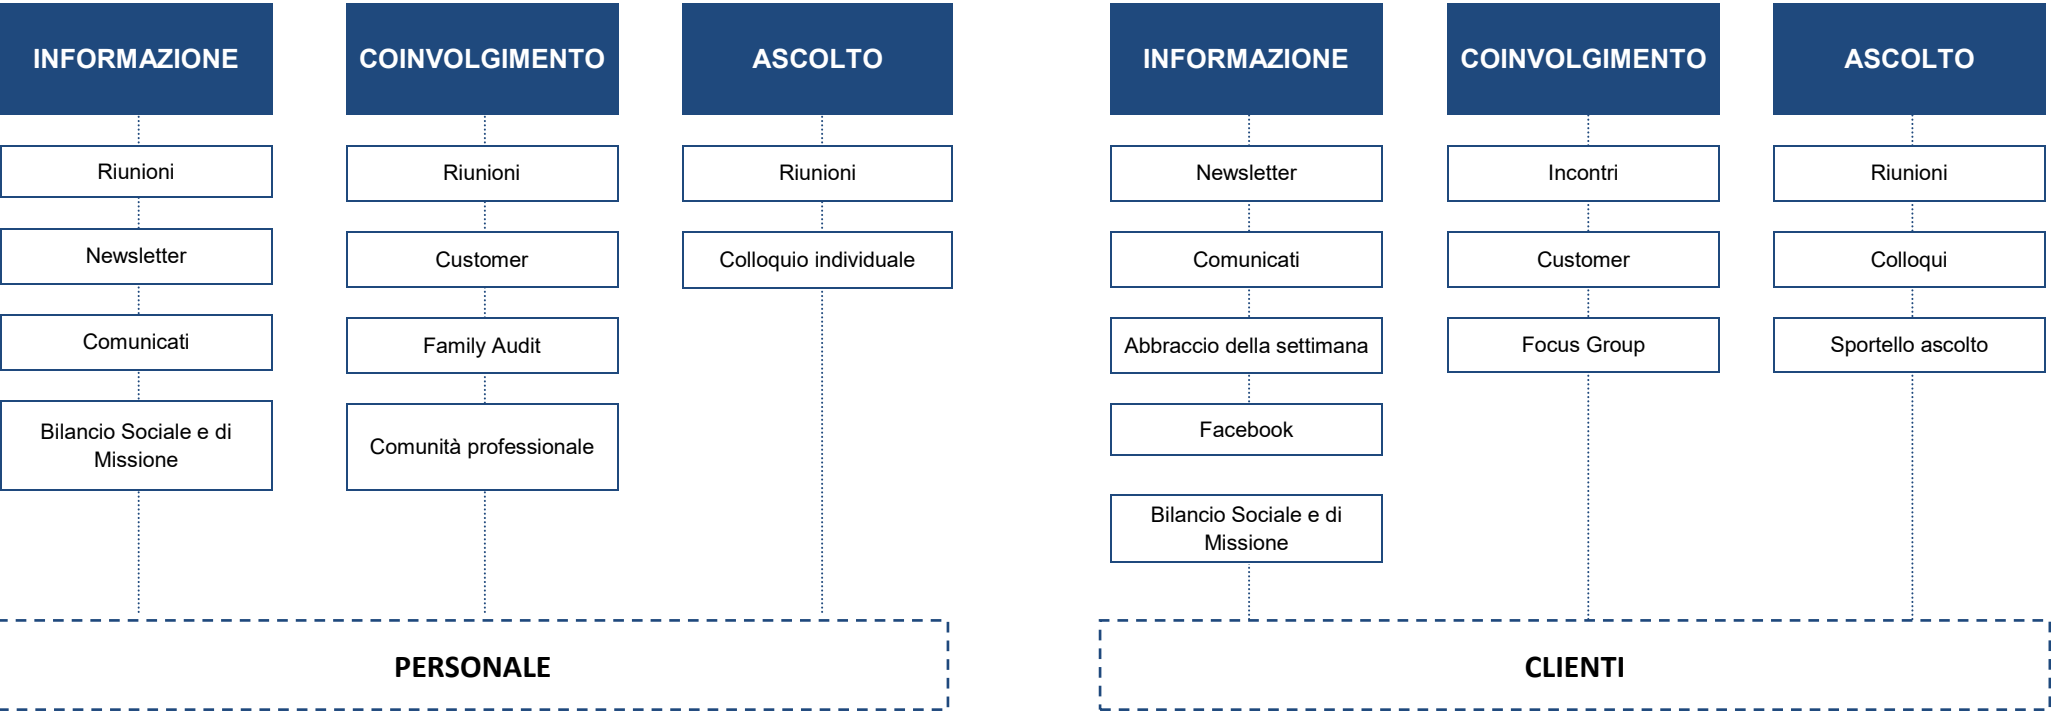 INFORMAZIONE
Riunioni
Newsletter
Comunicati
Bilancio Sociale e di
Missione
COINVOLGIMENTO
Riunioni
Customer
Family Audit
Comunità professionale
ASCOLTO
Riunioni
Colloquio individuale
PERSONALE
INFORMAZIONE
Newsletter
Comunicati
Abbraccio della settimana
Facebook
Bilancio Sociale e di
Missione
COINVOLGIMENTO
Incontri
Customer
Focus Group
ASCOLTO
Riunioni
Colloqui
Sportello ascolto
CLIENTI